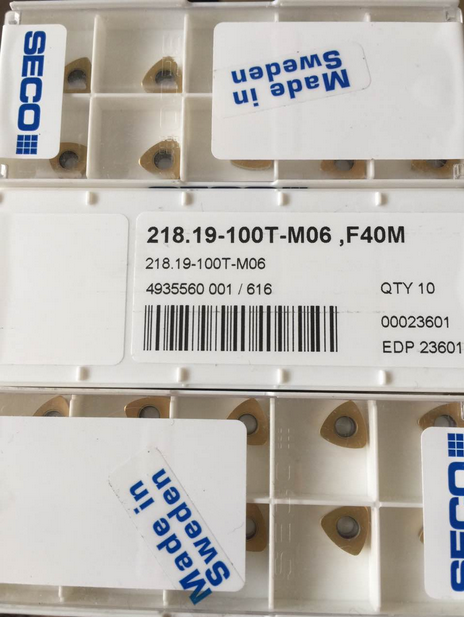 SECO
Made in
Sweden
218.19-100T-M06 ,F40M
218.19-100T-M06
4935560 001 / 616
QTY 10
00023601
EDP 23601
Made in
Sweden
SECO